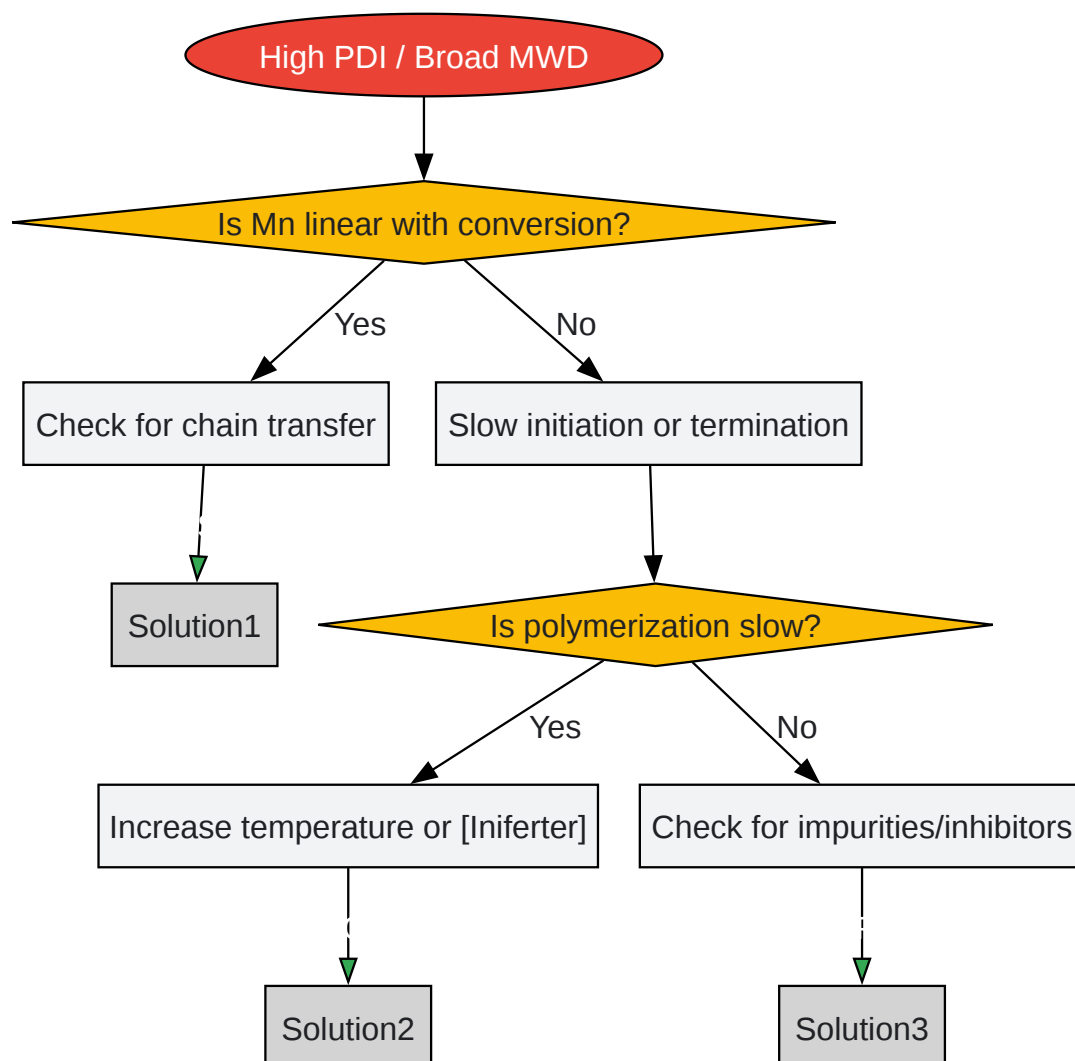 High PDI / Broad MWD
Is Mn linear with conversion?
Yes
No
Check for chain transfer
Slow initiation or termination
Solution1
Is polymerization slow?
Yes
No
Increase temperature or [Iniferter]
Check for impurities/inhibitors
Solution2
Solution3